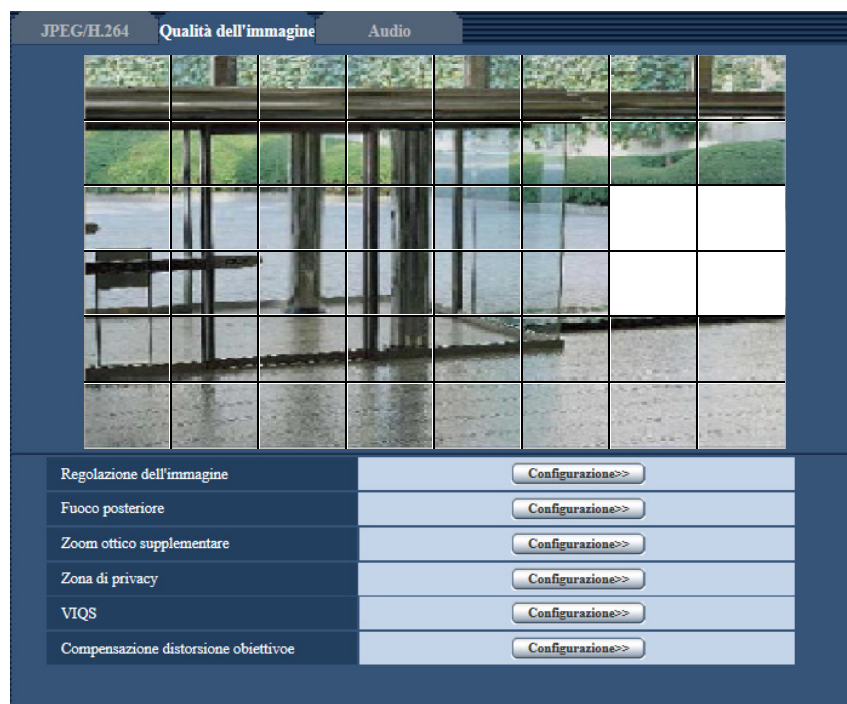 JPEG/H.264 Qualità dell'immagine Audio
Regolazione dell'immagine Configurazione>>
Fuoco posteriore Configurazione>>
Zoom ottico supplementare Configurazione>>
Zona di privacy Configurazione>>
VIQS Configurazione>>
Compensazione distorsione obiettivoe Configurazione>>